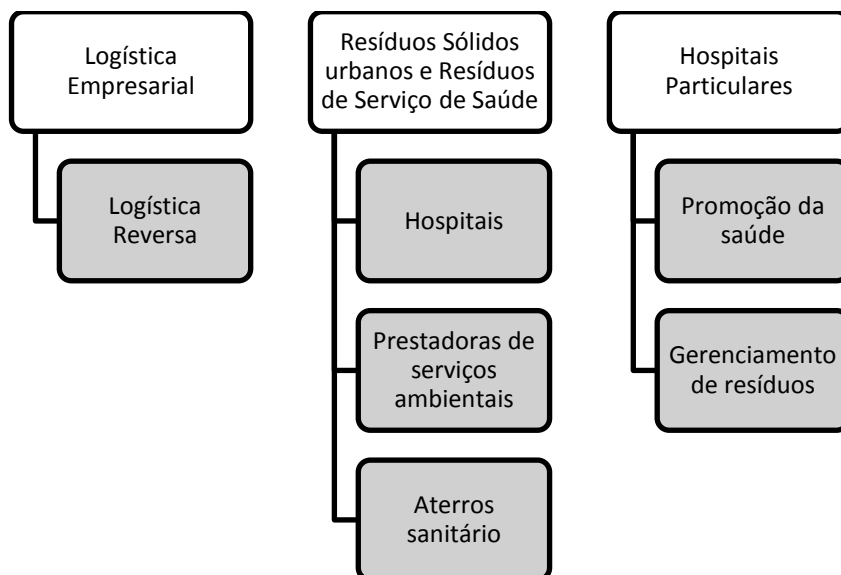 Logística
Empresarial
Logística
Reversa
Resíduos Sólidos
urbanos e Resíduos
de Serviço de Saúde
Hospitais
Prestadoras de
serviços
ambientais
Aterros
sanitário
Hospitais
Particulares
Promoção da
saúde
Gerenciamento
de resíduos